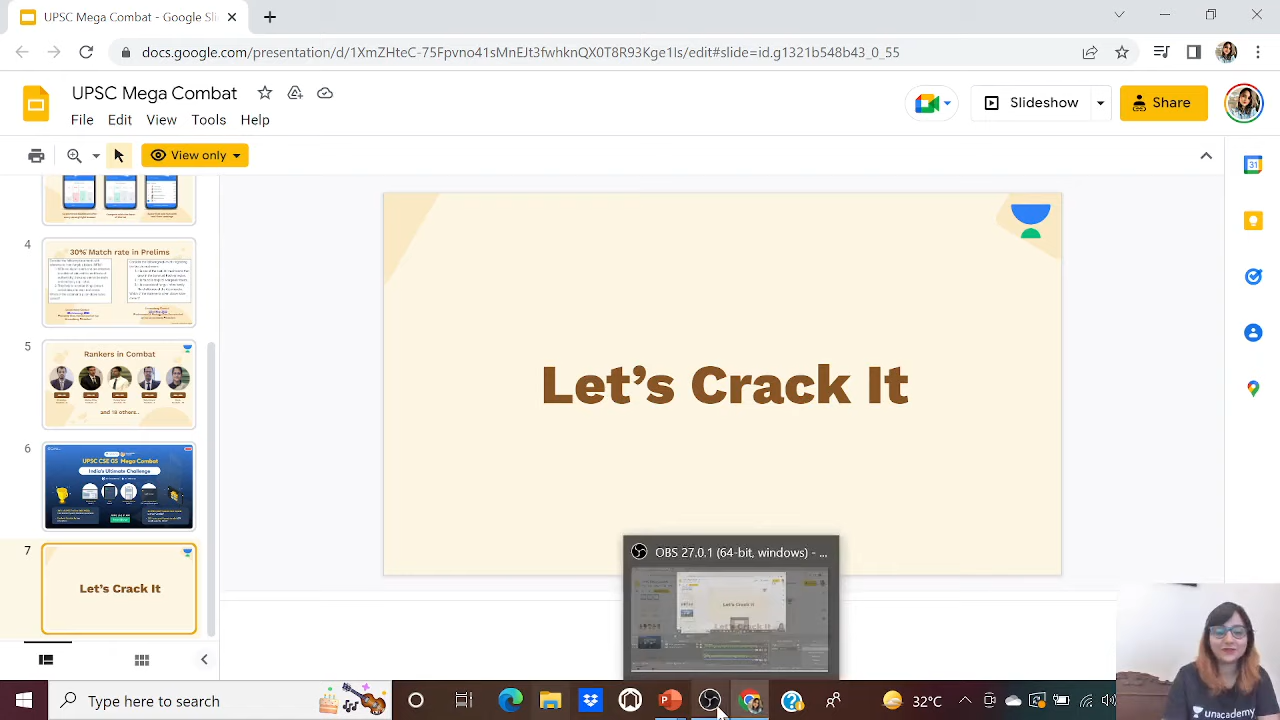 UPSC Mega Combat - Google Sli
docs.google.com/presentation/d/1XmZHteC-75Fpvo418MnEt3fwhknQX0T8R93Kge1Is/edit#slide=id.g1321b548b43_0_55
UPSC Mega Combat
File Edit View Tools Help
Slideshow
Share
View only
31
4
30% Match rate in Prelims
5
Rankers in Combat
and 18 others...
6
UPSC CSE GS Mega Combat
India's Ultimate Challenge
7
Let's Crack It
Let's Crack It
OBS 27.0.1 (64-bit, windows) - ...
Let's Crack It
Type here to search
32°C
unacademy